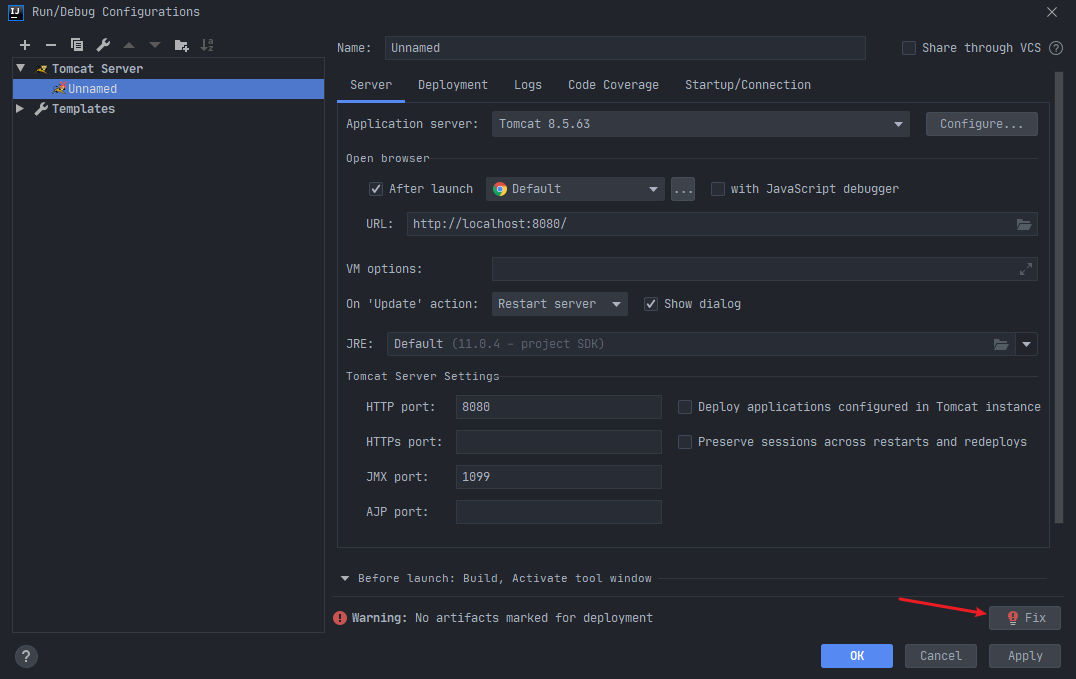 IJ Run/Debug Configurations
Name: Unnamed Share through VCS ?
Tomcat Server
Unnamed
Templates
Server Deployment Logs Code Coverage Startup/Connection
Application server: Tomcat 8.5.63 Configure...
Open browser
After launch Default ... with JavaScript debugger
URL: http://localhost:8080/
VM options:
On 'Update' action: Restart server Show dialog
JRE: Default (11.0.4 - project SDK)
Tomcat Server Settings
HTTP port: 8080 Deploy applications configured in Tomcat instance
HTTPs port: Preserve sessions across restarts and redeploys
JMX port: 1099
AJP port:
Before launch: Build, Activate tool window
Warning: No artifacts marked for deployment Fix
? OK Cancel Apply